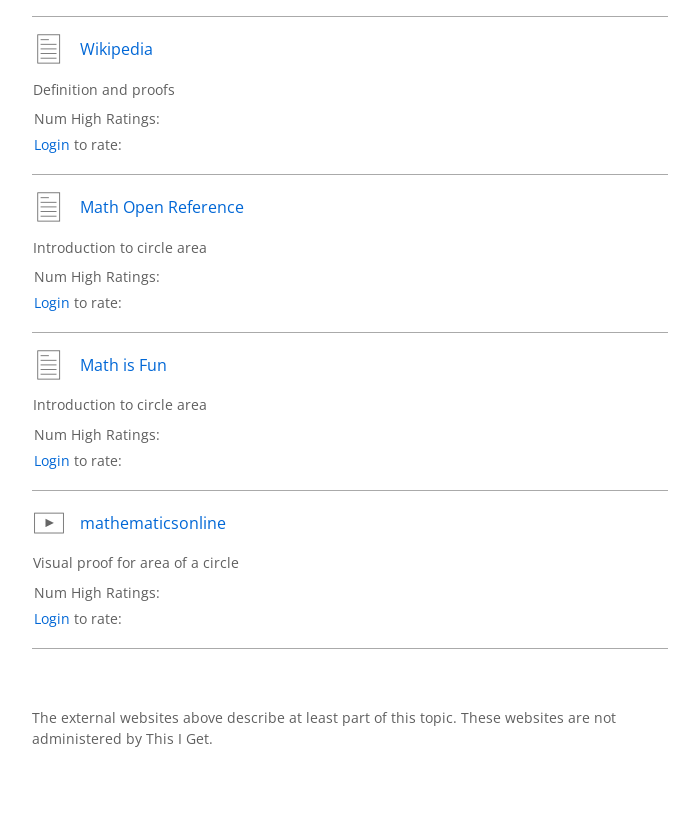 Wikipedia
Definition and proofs
Num High Ratings:
Login to rate:
Math Open Reference
Introduction to circle area
Num High Ratings:
Login to rate:
Math is Fun
Introduction to circle area
Num High Ratings:
Login to rate:
mathematicsonline
Visual proof for area of a circle
Num High Ratings:
Login to rate:
The external websites above describe at least part of this topic. These websites are not
administered by This I Get.